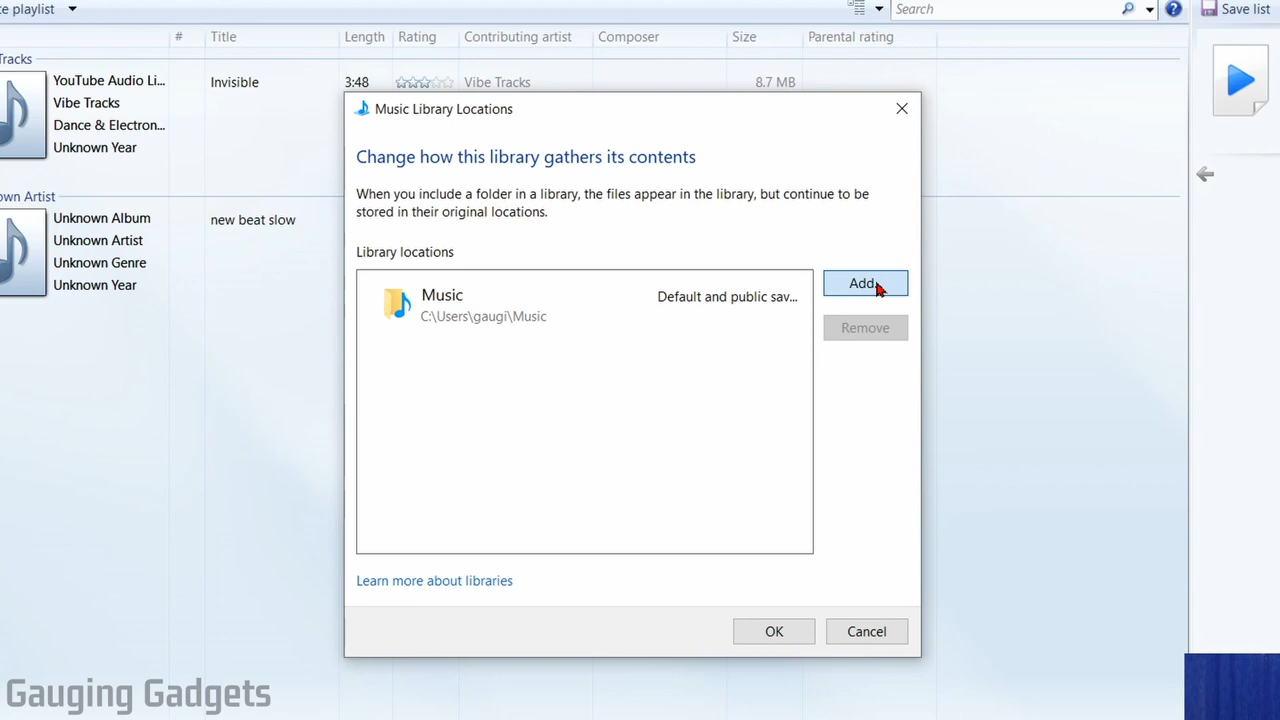 te playlist
Search
Save list
# Title Length Rating Contributing artist Composer Size Parental rating
Tracks
YouTube Audio Li...
Vibe Tracks
Dance & Electron...
Unknown Year
Invisible 3:48 Vibe Tracks 8.7 MB
own Artist
Unknown Album
Unknown Artist
Unknown Genre
Unknown Year
new beat slow
Music Library Locations
Change how this library gathers its contents
When you include a folder in a library, the files appear in the library, but continue to be
stored in their original locations.
Library locations
Music
C:\Users\gaugi\Music
Default and public sav...
Add
Remove
Learn more about libraries
OK
Cancel
Gauging Gadgets